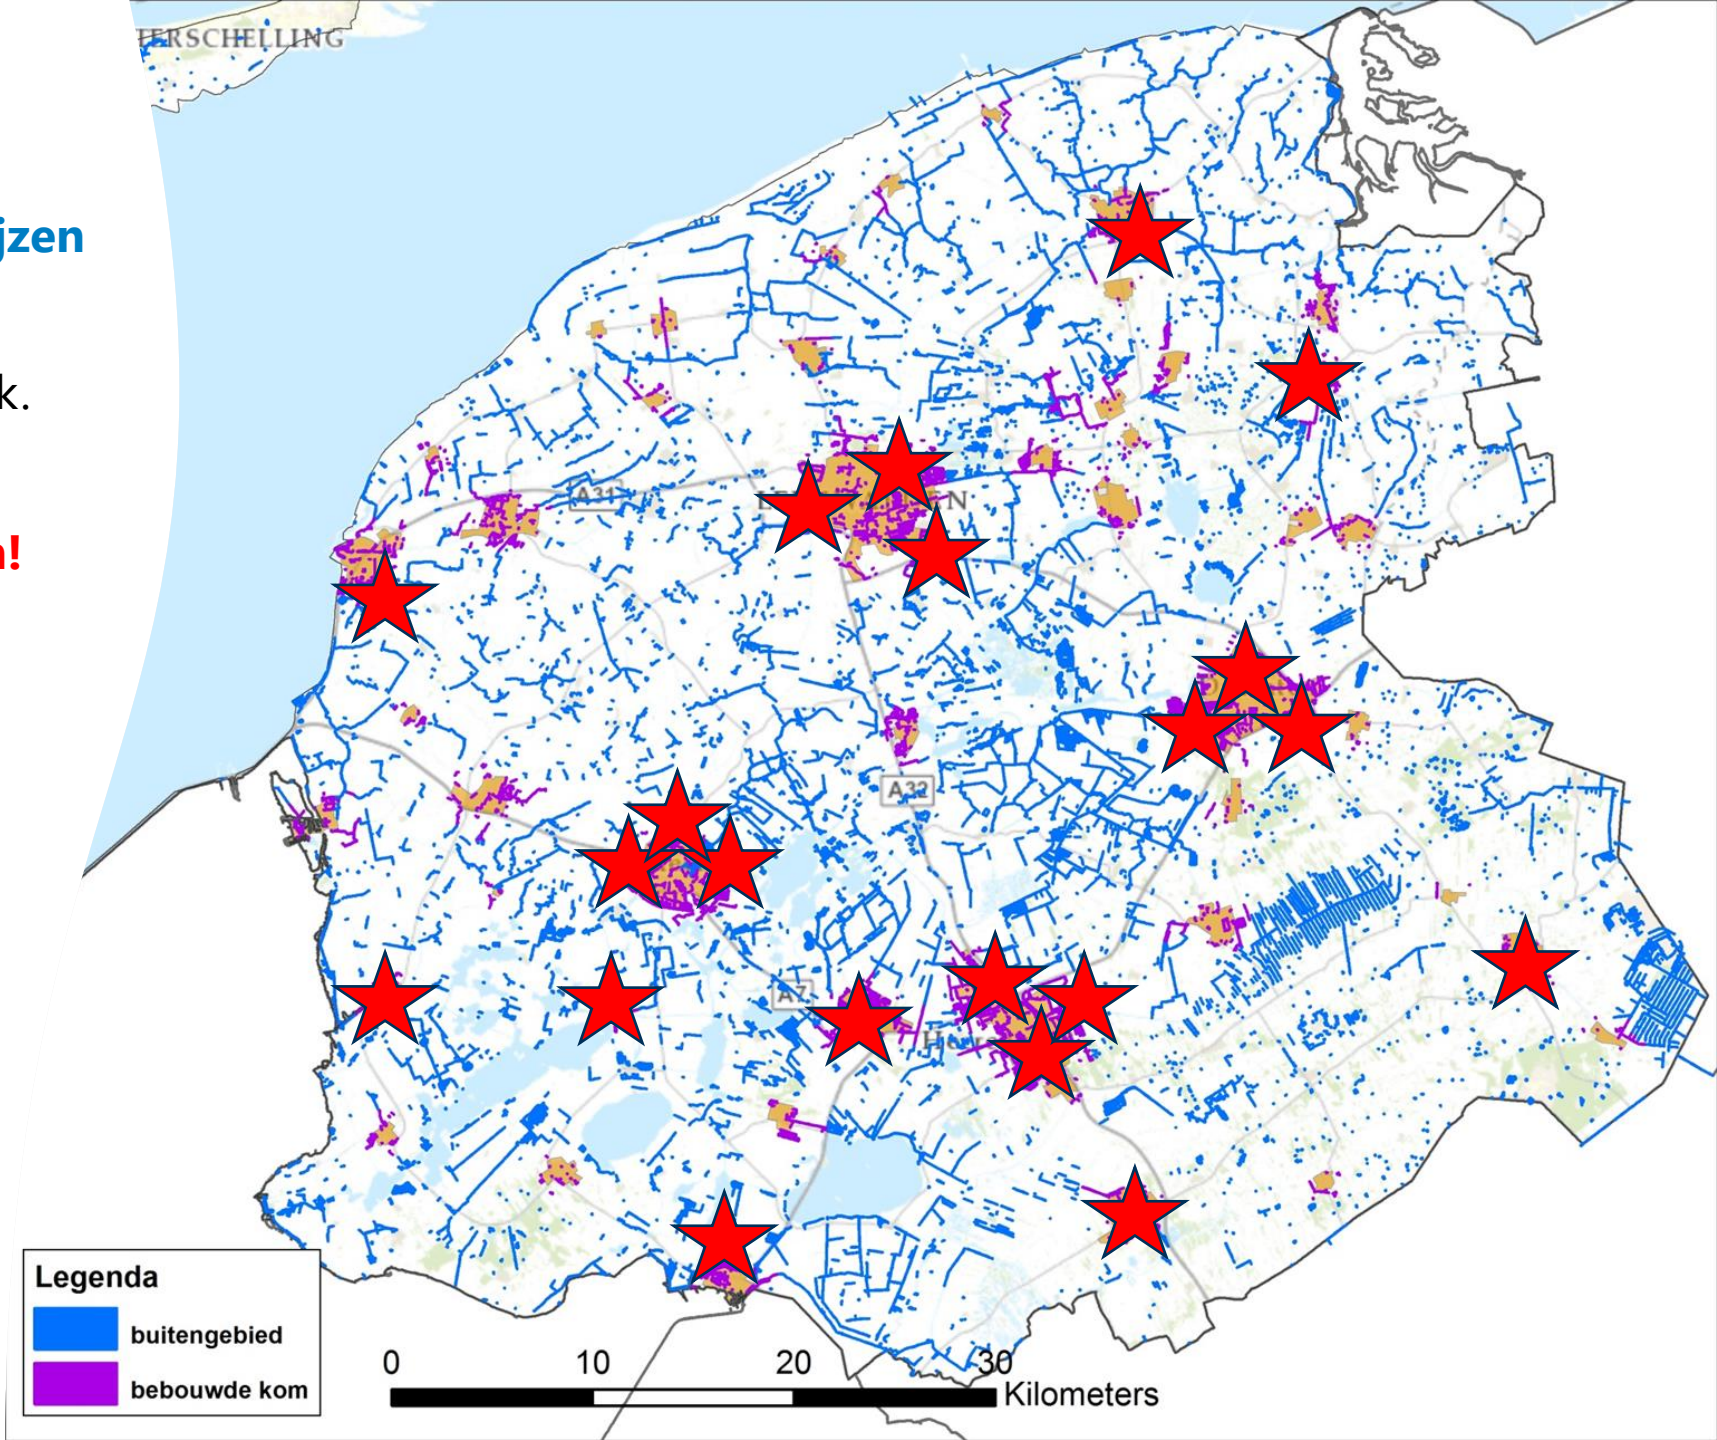 ERSCHELLING
jzen
k.
!
A31
A32
A7
Legenda
buitengebied
bebouwde kom
0 10 20 30
Kilometers